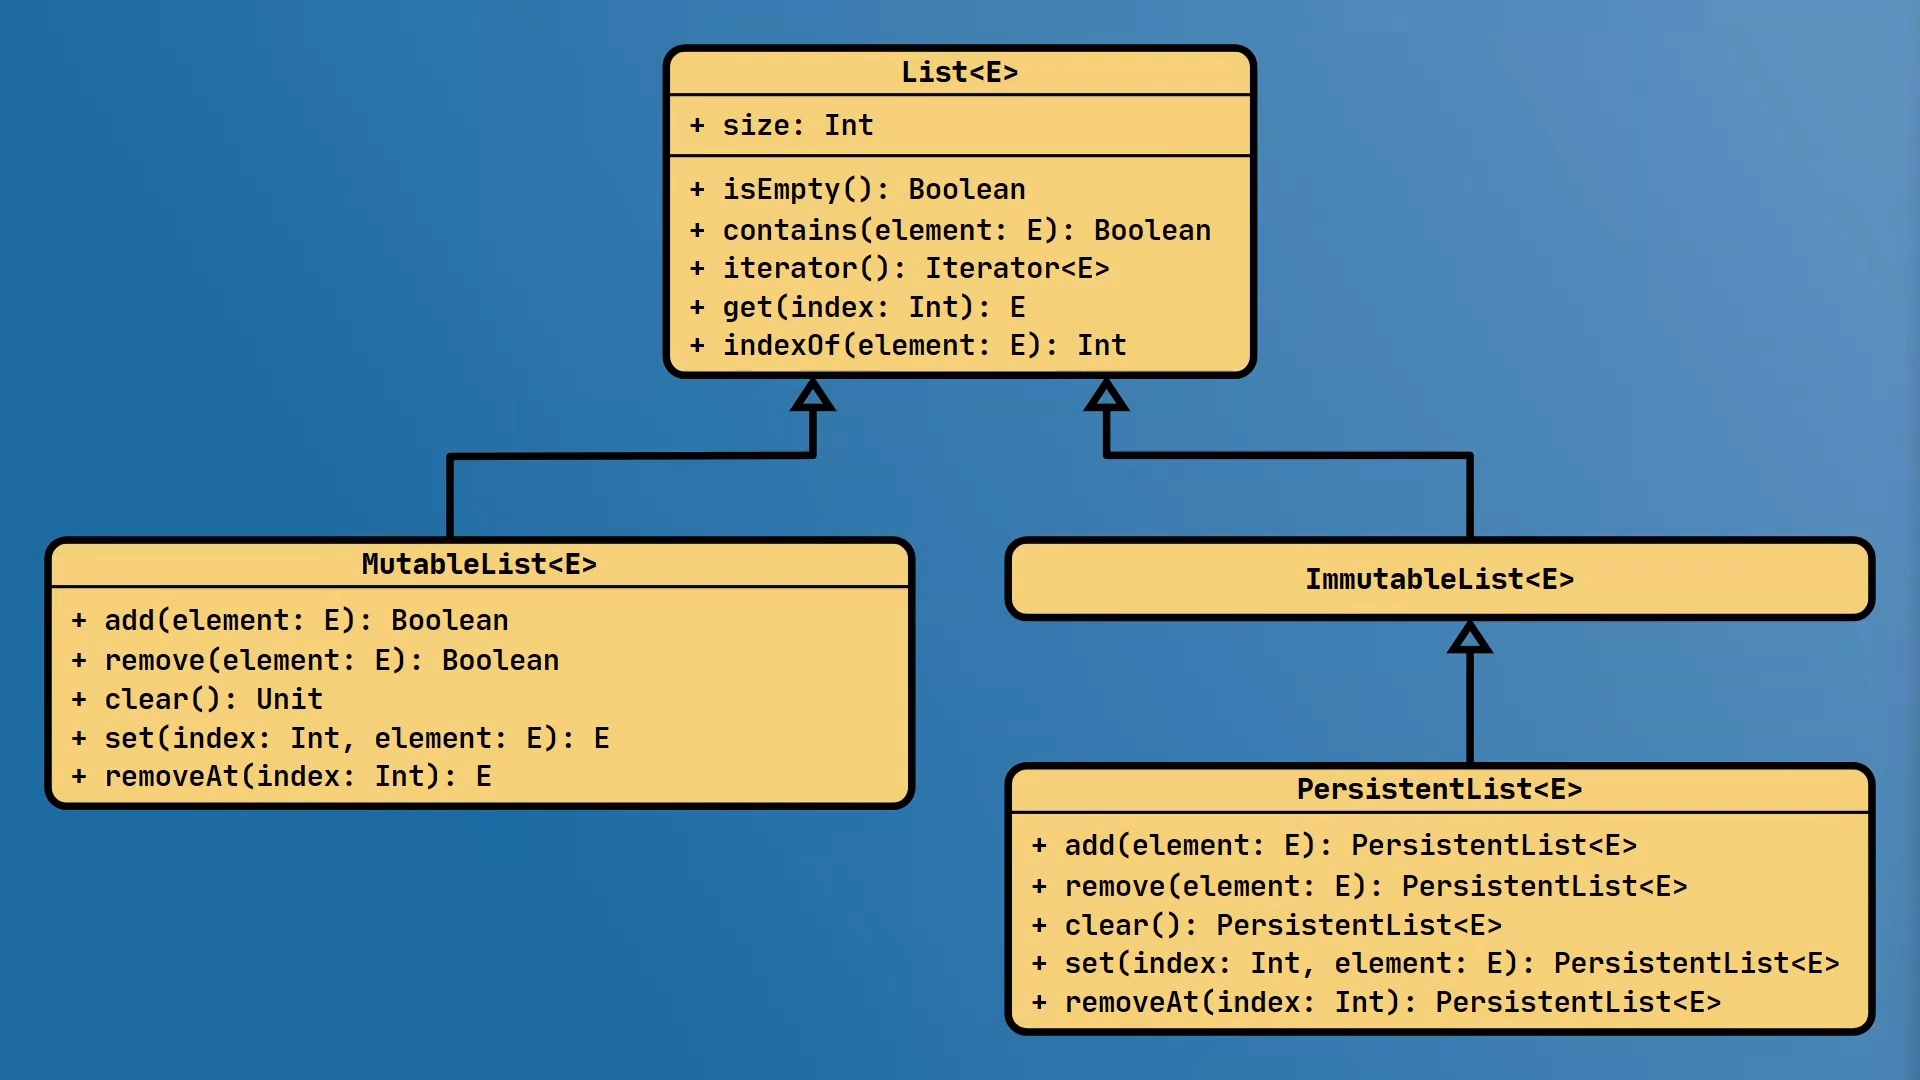 List<E>
+ size: Int
+ isEmpty(): Boolean
+ contains(element: E): Boolean
+ iterator(): Iterator<E>
+ get(index: Int): E
+ indexOf(element: E): Int
MutableList<E>
+ add(element: E): Boolean
+ remove(element: E): Boolean
+ clear(): Unit
+ set(index: Int, element: E): E
+ removeAt(index: Int): E
ImmutableList<E>
PersistentList<E>
+ add(element: E): PersistentList<E>
+ remove(element: E): PersistentList<E>
+ clear(): PersistentList<E>
+ set(index: Int, element: E): PersistentList<E>
+ removeAt(index: Int): PersistentList<E>